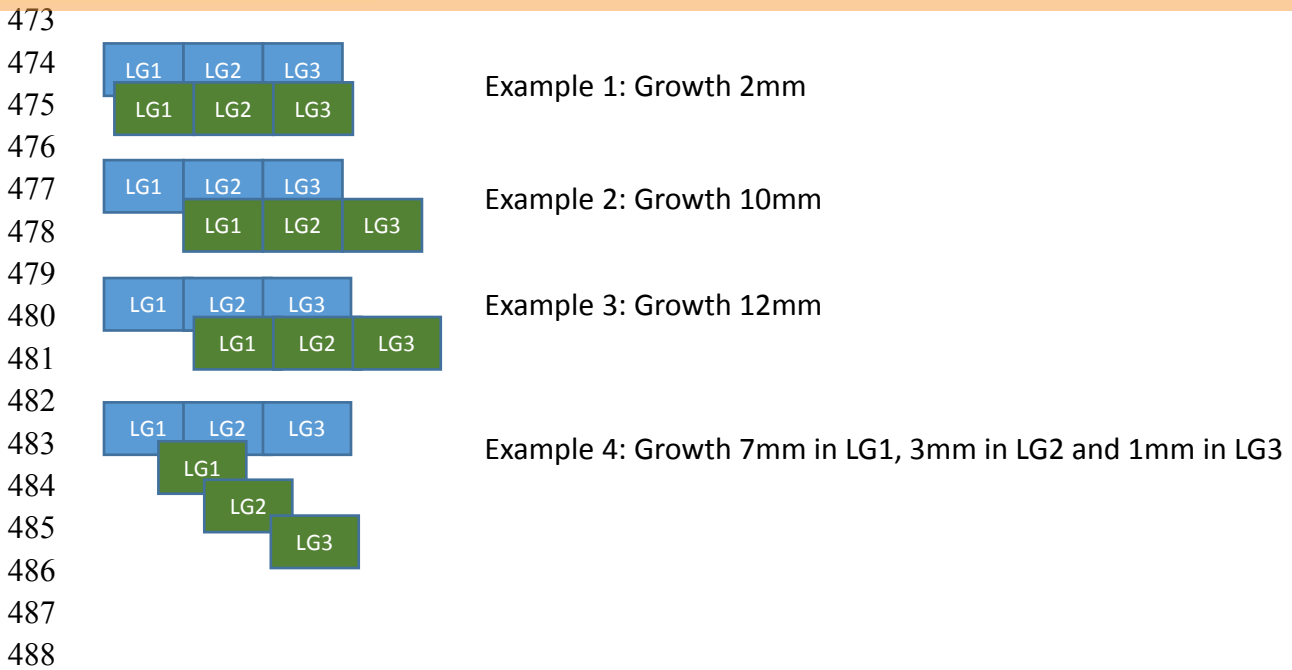 473
474
LG1 LG2 LG3
Example 1: Growth 2mm
475
LG1 LG2 LG3
476
477
LG1 LG2 LG3
Example 2: Growth 10mm
478
LG1 LG2 LG3
479
480
LG1 LG2 LG3
Example 3: Growth 12mm
481
LG1 LG2 LG3
482
483
LG1 LG2 LG3
Example 4: Growth 7mm in LG1, 3mm in LG2 and 1mm in LG3
LG1
484
LG2
485
LG3
486
487
488